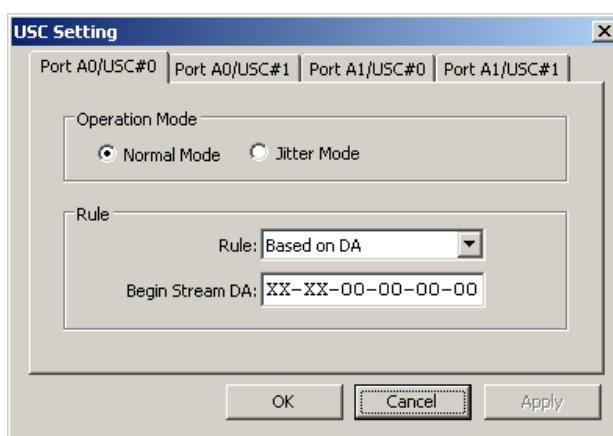 USC Setting
Port A0/USC#0 Port A0/USC#1 Port A1/USC#0 Port A1/USC#1
Operation Mode
Normal Mode Jitter Mode
Rule
Rule: Based on DA
Begin Stream DA: XX-XX-00-00-00-00
OK Cancel Apply